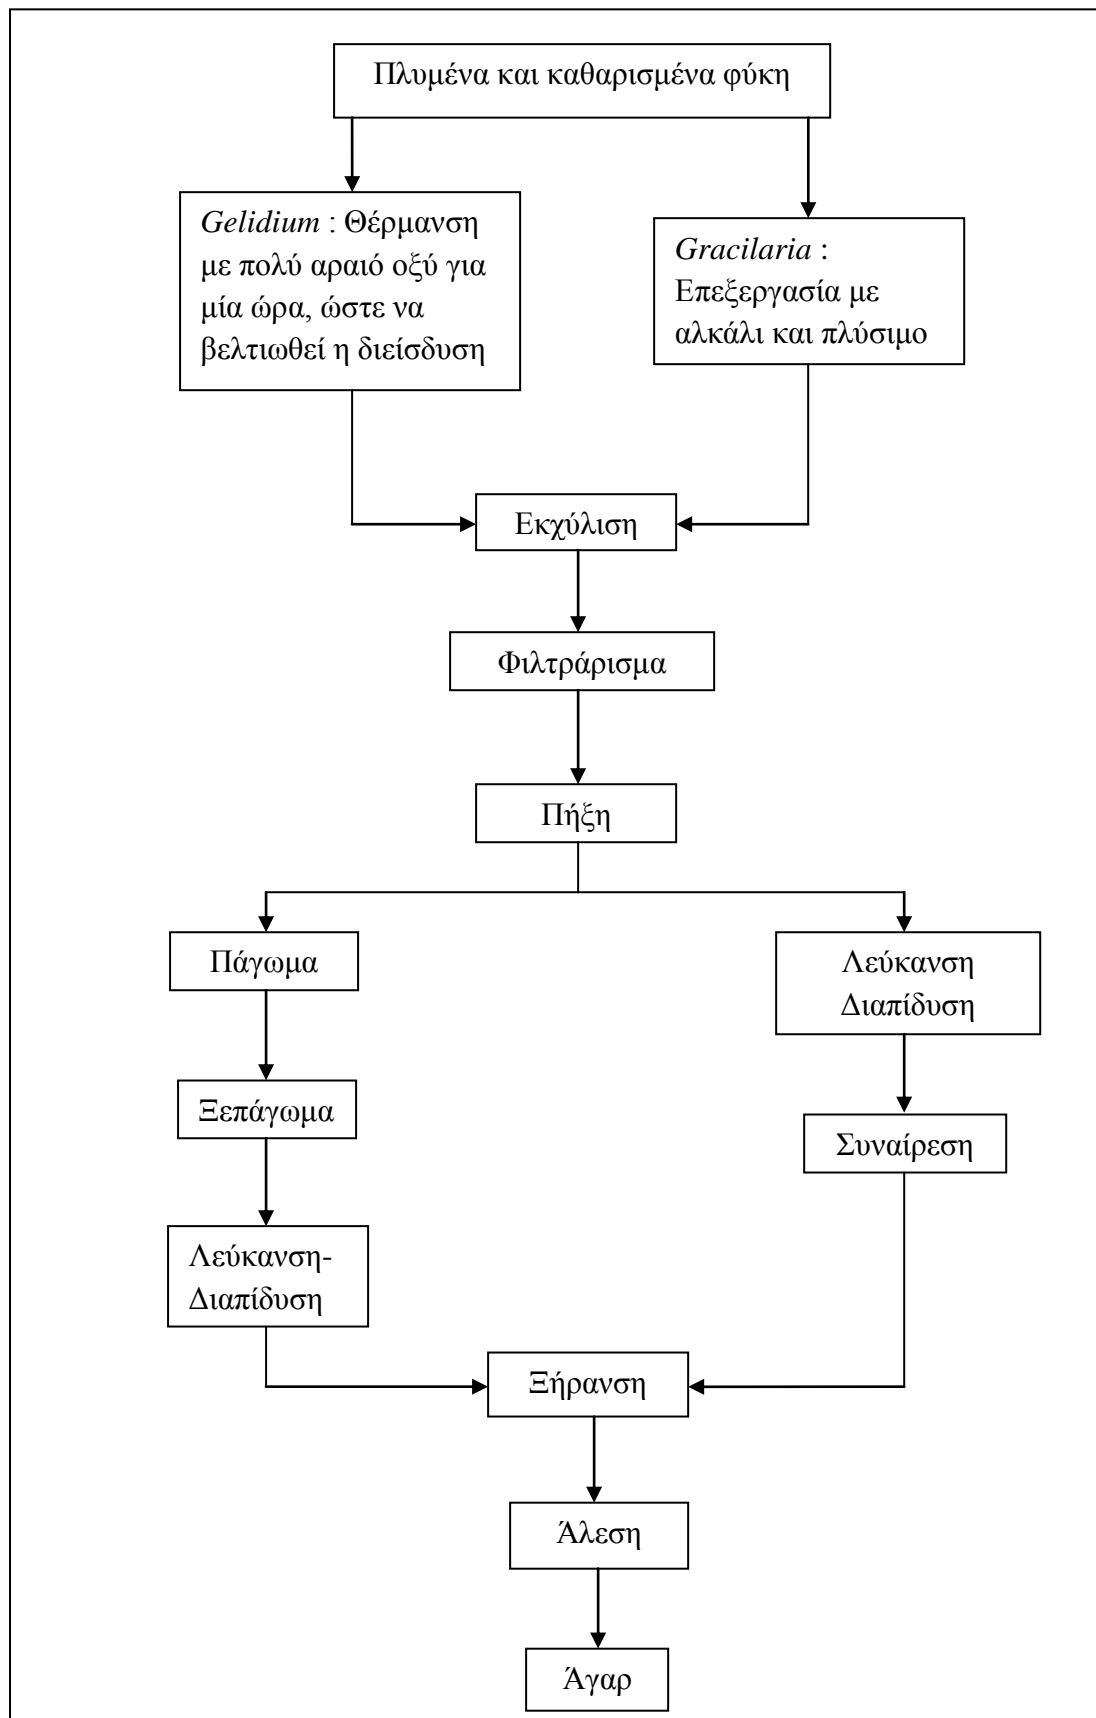 Πλυμένα και καθαρισμένα φύκη
Gelidium : Θέρμανση
με πολύ αραιό οξύ για
μία ώρα, ώστε να
βελτιωθεί η διείσδυση
Gracilaria :
Επεξεργασία με
αλκάλι και πλύσιμο
Εκχύλιση
Φιλτράρισμα
Πήξη
Πάγωμα
Λεύκανση
Διαπίδυση
Ξεπάγωμα
Συναίρεση
Λεύκανση-
Διαπίδυση
Ξήρανση
Άλεση
Άγαρ